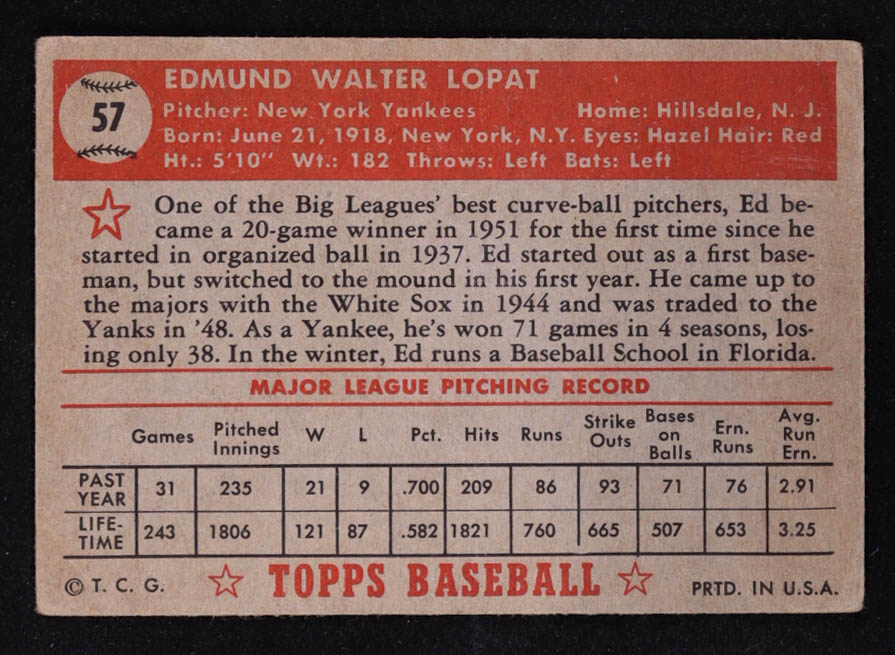 57
EDMUND WALTER LOPAT
Pitcher: New York Yankees Home: Hillsdale, N. J.
Born: June 21, 1918, New York, N.Y. Eyes: Hazel Hair: Red
Ht.: 5'10" Wt.: 182 Throws: Left Bats: Left
One of the Big Leagues' best curve-ball pitchers, Ed be-
came a 20-game winner in 1951 for the first time since he
started in organized ball in 1937. Ed started out as a first base-
man, but switched to the mound in his first year. He came up to
the majors with the White Sox in 1944 and was traded to the
Yanks in '48. As a Yankee, he's won 71 games in 4 seasons, los-
ing only 38. In the winter, Ed runs a Baseball School in Florida.
MAJOR LEAGUE PITCHING RECORD
Games Pitched Innings W L Pct. Hits Runs Strike Outs Bases on Balls Ern. Runs Avg. Run Ern.
PAST YEAR 31 235 21 9 .700 209 86 93 71 76 2.91
LIFE-TIME 243 1806 121 87 .582 1821 760 665 507 653 3.25
© T. C. G. TOPPS BASEBALL PRTD. IN U.S.A.